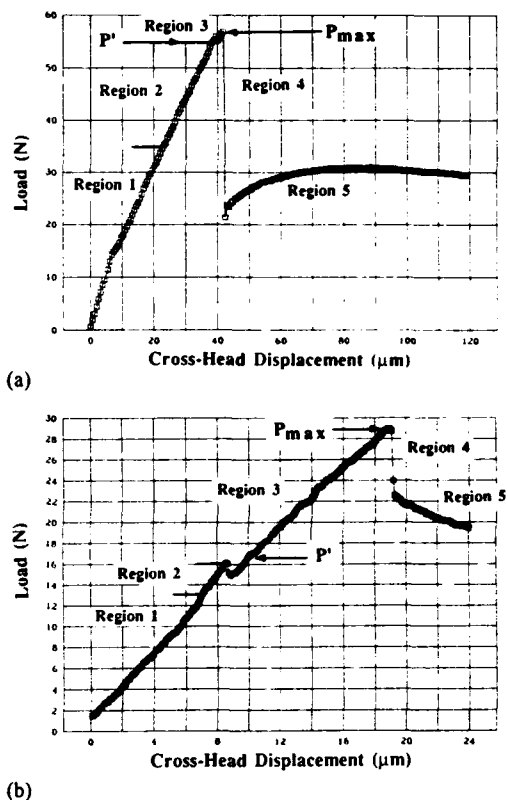 60
50
40
30
20
10
0
Load (N)
Region 3
P'
Pmax
Region 2
Region 4
Region 1
Region 5
0 20 40 60 80 100 120
Cross-Head Displacement (μm)
(a)
30
28
26
24
22
20
18
16
14
13
10
8
6
4
2
0
Load (N)
Pmax
Region 4
Region 3
Region 5
Region 2
P'
Region 1
0 4 8 12 16 20 24
Cross-Head Displacement (μm)
(b)